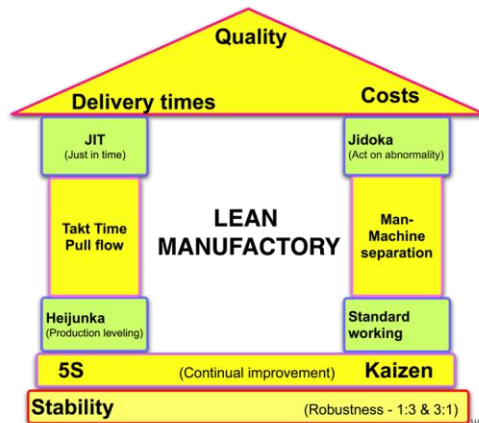 Quality
Delivery times
Costs
JIT
(Just in time)
Jidoka
(Act on abnormality)
Takt Time
Pull flow
LEAN
MANUFACTORY
Man-
Machine
separation
Heijunka
(Production leveling)
Standard
working
5S (Continual improvement) Kaizen
Stability (Robustness - 1:3 & 3:1)